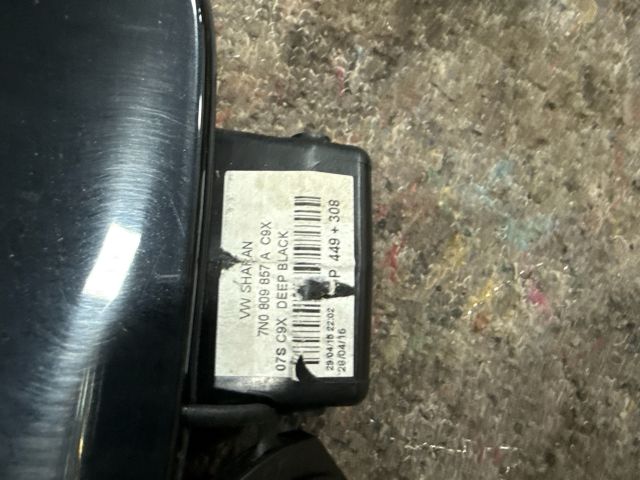 VW SHARAN
7N0 809 857 A C9X
07S C9X DEEP BLACK
P 449 + 308
29/04/16 22:02
29/04/16